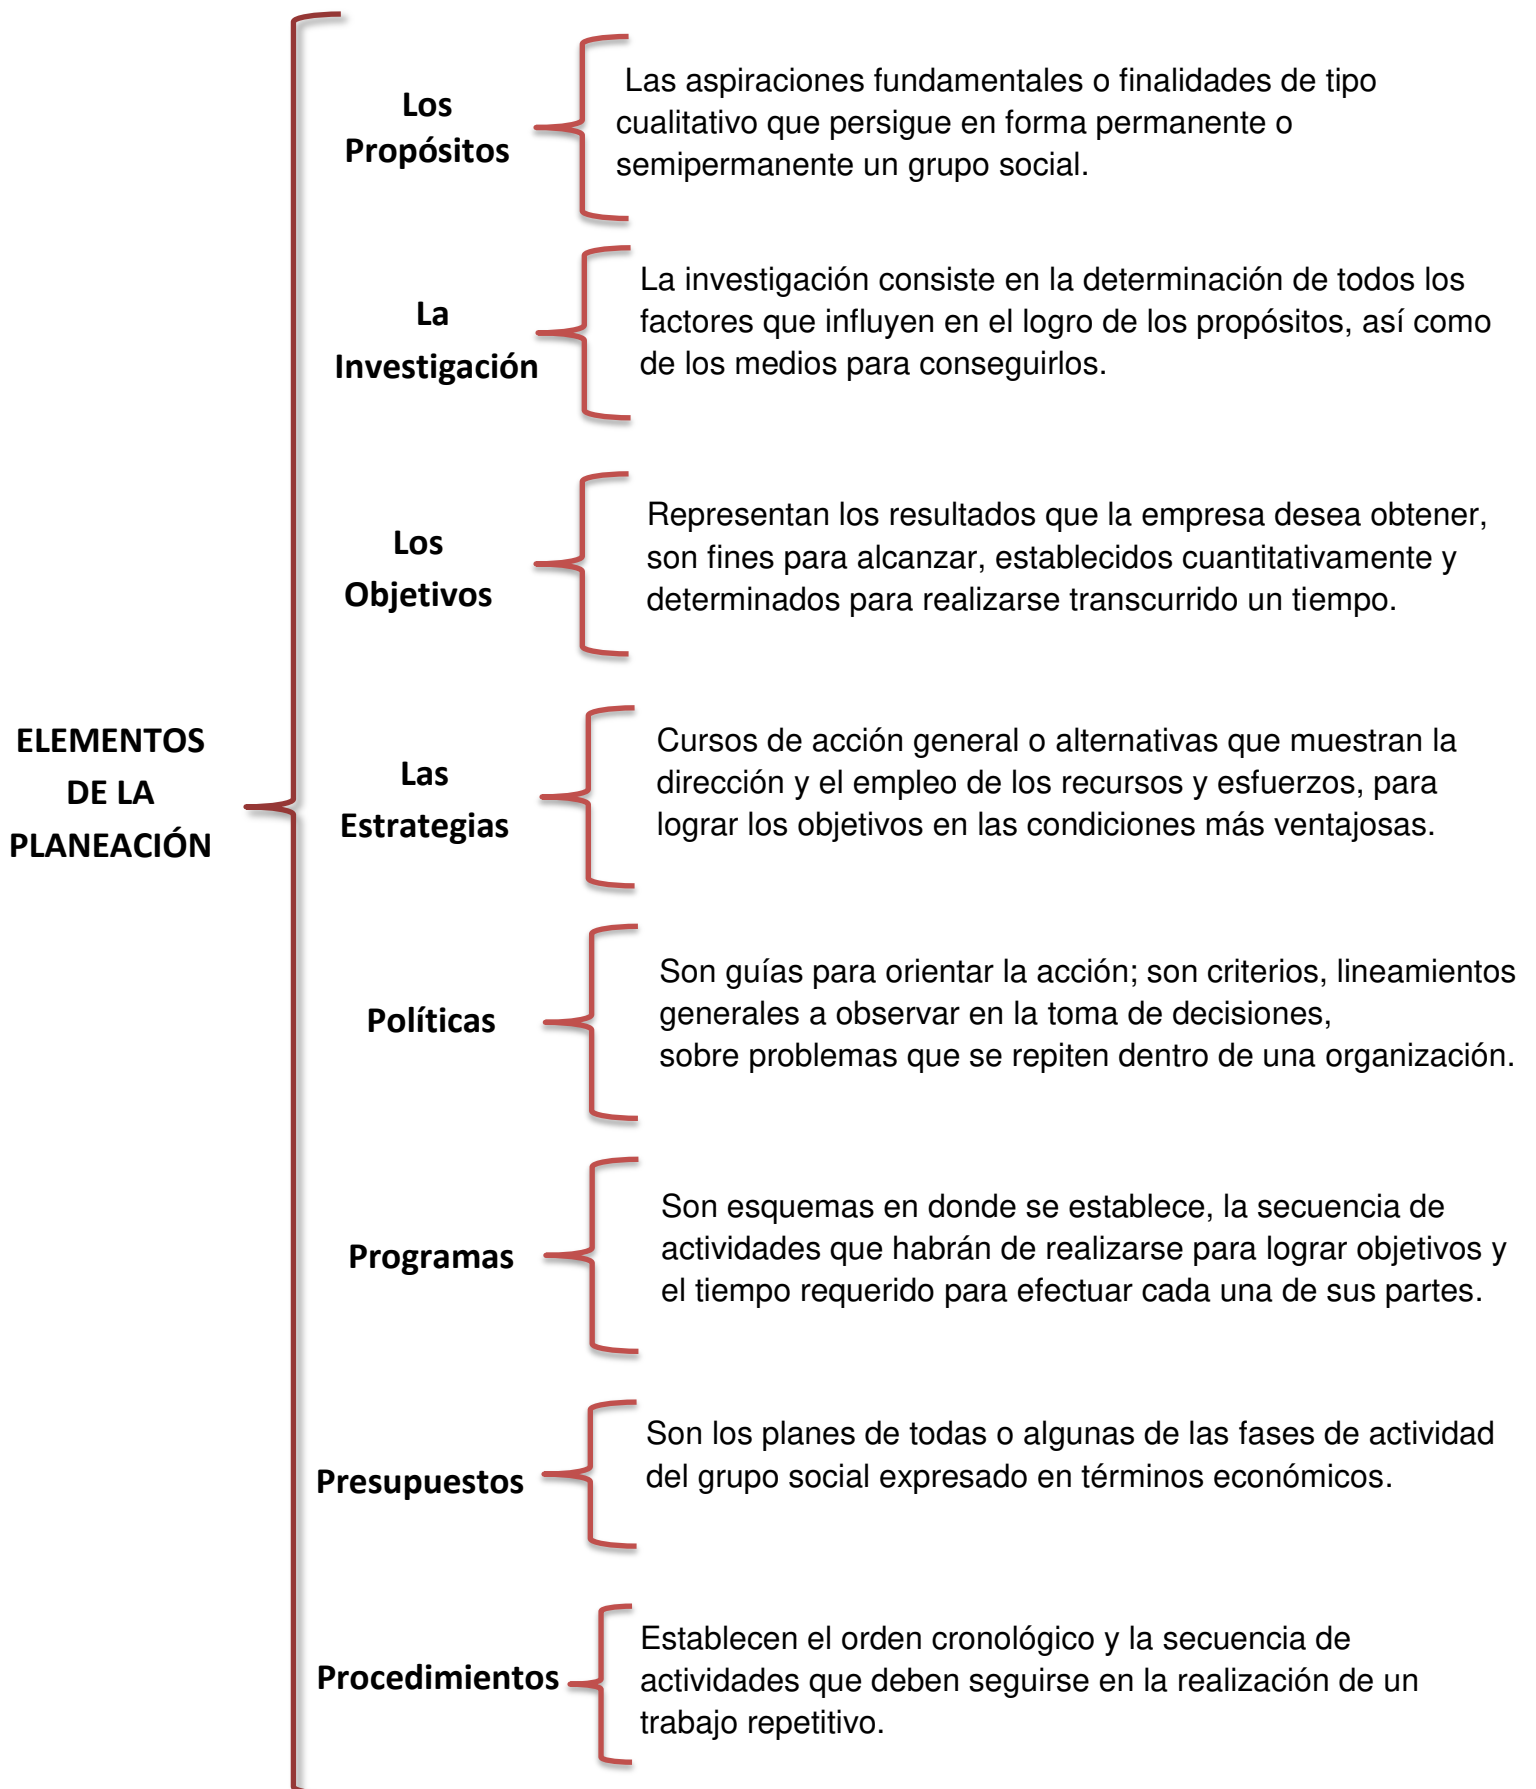 Los
Propósitos
Las aspiraciones fundamentales o finalidades de tipo
cualitativo que persigue en forma permanente o
semipermanente un grupo social.
La
Investigación
La investigación consiste en la determinación de todos los
factores que influyen en el logro de los propósitos, así como
de los medios para conseguirlos.
Los
Objetivos
Representan los resultados que la empresa desea obtener,
son fines para alcanzar, establecidos cuantitativamente y
determinados para realizarse transcurrido un tiempo.
ELEMENTOS
DE LA
PLANEACIÓN
Las
Estrategias
Cursos de acción general o alternativas que muestran la
dirección y el empleo de los recursos y esfuerzos, para
lograr los objetivos en las condiciones más ventajosas.
Políticas
Son guías para orientar la acción; son criterios, lineamientos
generales a observar en la toma de decisiones,
sobre problemas que se repiten dentro de una organización.
Programas
Son esquemas en donde se establece, la secuencia de
actividades que habrán de realizarse para lograr objetivos y
el tiempo requerido para efectuar cada una de sus partes.
Presupuestos
Son los planes de todas o algunas de las fases de actividad
del grupo social expresado en términos económicos.
Procedimientos
Establecen el orden cronológico y la secuencia de
actividades que deben seguirse en la realización de un
trabajo repetitivo.